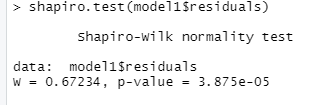 > shapiro.test(model1$residuals)
Shapiro-Wilk normality test
data:  model1$residuals
W = 0.67234, p-value = 3.875e-05